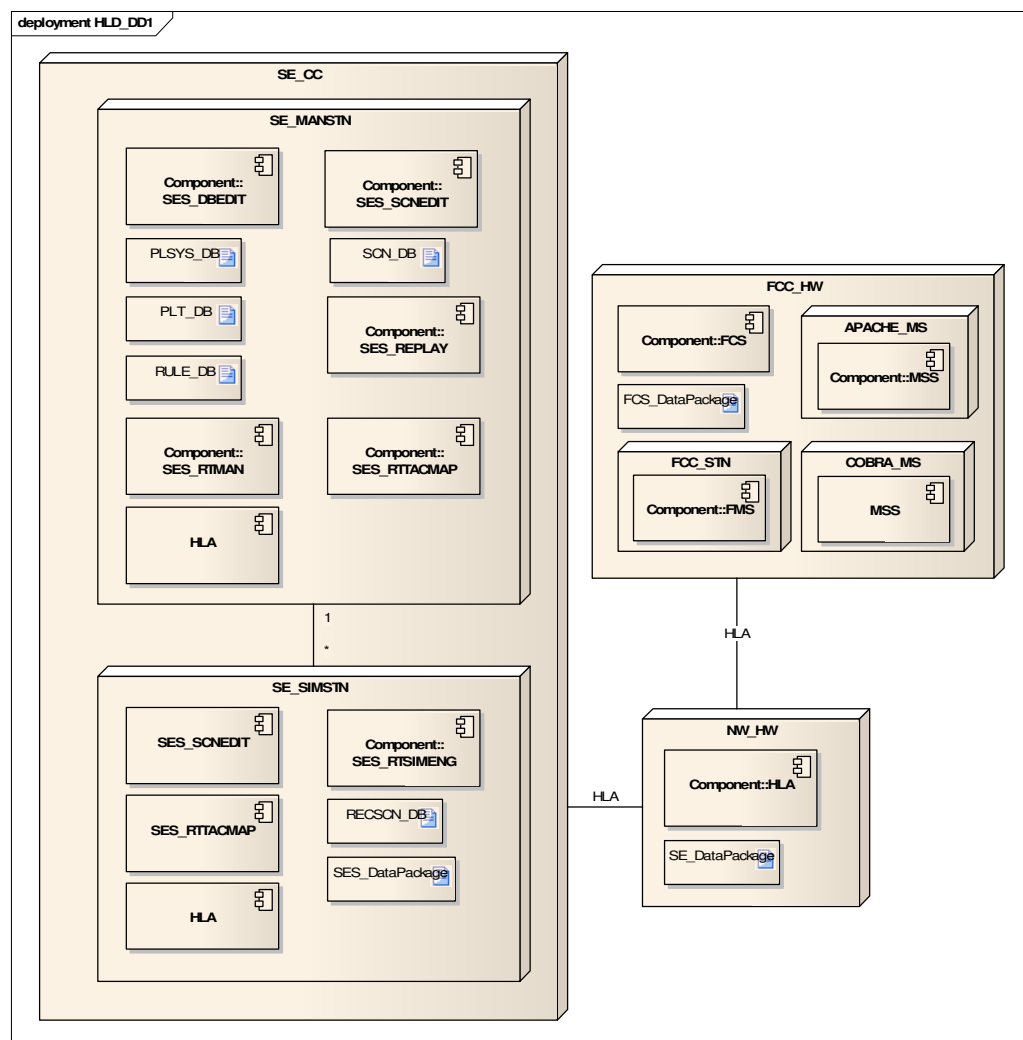 deployment HLD_DD1
SE_CC
SE_MANSTN
Component::
SES_DBEDIT
Component::
SES_SCNEDIT
PLSYS_DB
SCN_DB
PLT_DB
Component::
SES_REPLAY
RULE_DB
Component::
SES_RTMAN
Component::
SES_RTTACMAP
HLA
1
*
SE_SIMSTN
SES_SCNEDIT
Component::
SES_RTSIMENG
SES_RTTACMAP
RECSCN_DB
SES_DataPackage
HLA
FCC_HW
Component::FCS
APACHE_MS
Component::MSS
FCS_DataPackage
FCC_STN
Component::FMS
COBRA_MS
MSS
HLA
HLA
NW_HW
Component::HLA
SE_DataPackage